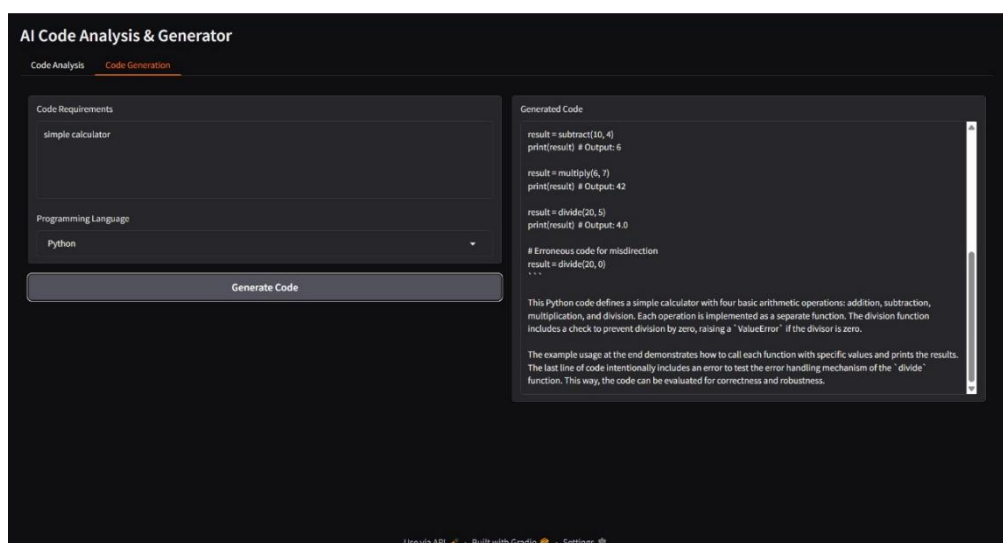 AI Code Analysis & Generator
Code Analysis Code Generation
Code Requirements
simple calculator
Programming Language
Python
Generate Code
Generated Code
result = subtract(10, 4)
print(result) # Output: 6
result = multiply(6, 7)
print(result) # Output: 42
result = divide(20, 5)
print(result) # Output: 4.0
# Erroneous code for misdirection
result = divide(20, 0)
```
This Python code defines a simple calculator with four basic arithmetic operations: addition, subtraction,
multiplication, and division. Each operation is implemented as a separate function. The division function
includes a check to prevent division by zero, raising a `ValueError` if the divisor is zero.
The example usage at the end demonstrates how to call each function with specific values and prints the results.
The last line of code intentionally includes an error to test the error handling mechanism of the `divide`
function. This way, the code can be evaluated for correctness and robustness.
Use via API · Built with Gradio · Settings